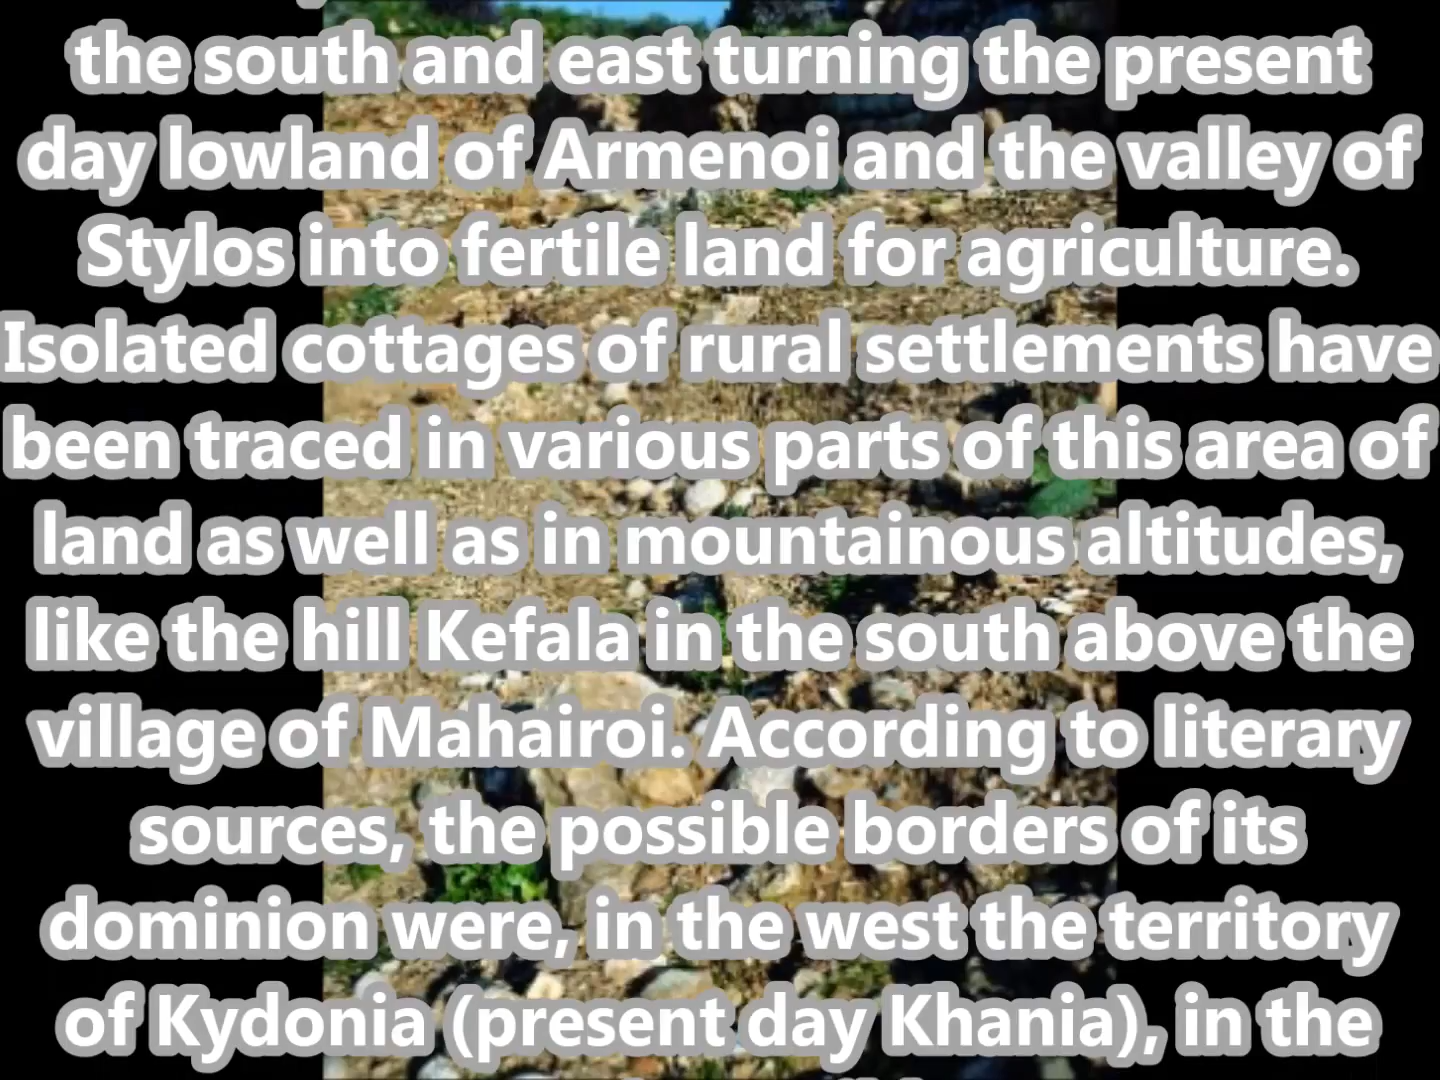 the south and east turning the present
day lowland of Armenoi and the valley of
Stylos into fertile land for agriculture.
Isolated cottages of rural settlements have
been traced in various parts of this area of
land as well as in mountainous altitudes,
like the hill Kefala in the south above the
village of Mahairoi. According to literary
sources, the possible borders of its
dominion were, in the west the territory
of Kydonia (present day Khania), in the